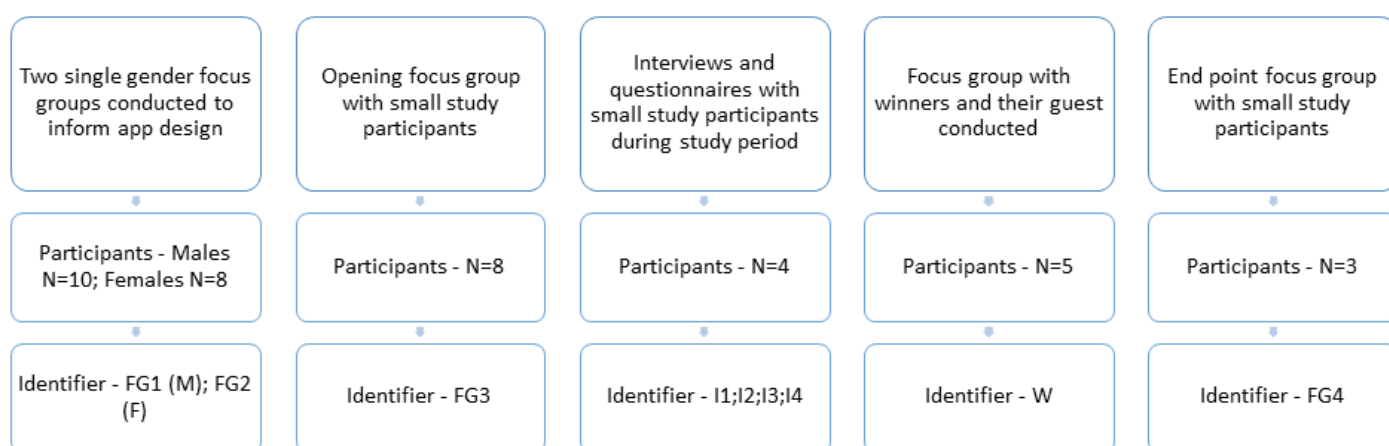 Two single gender focus
groups conducted to
inform app design
Participants - Males
N=10; Females N=8
Identifier - FG1 (M); FG2
(F)
Opening focus group
with small study
participants
Participants - N=8
Identifier - FG3
Interviews and
questionnaires with
small study participants
during study period
Participants - N=4
Identifier - I1;I2;I3;I4
Focus group with
winners and their guest
conducted
Participants - N=5
Identifier - W
End point focus group
with small study
participants
Participants - N=3
Identifier - FG4